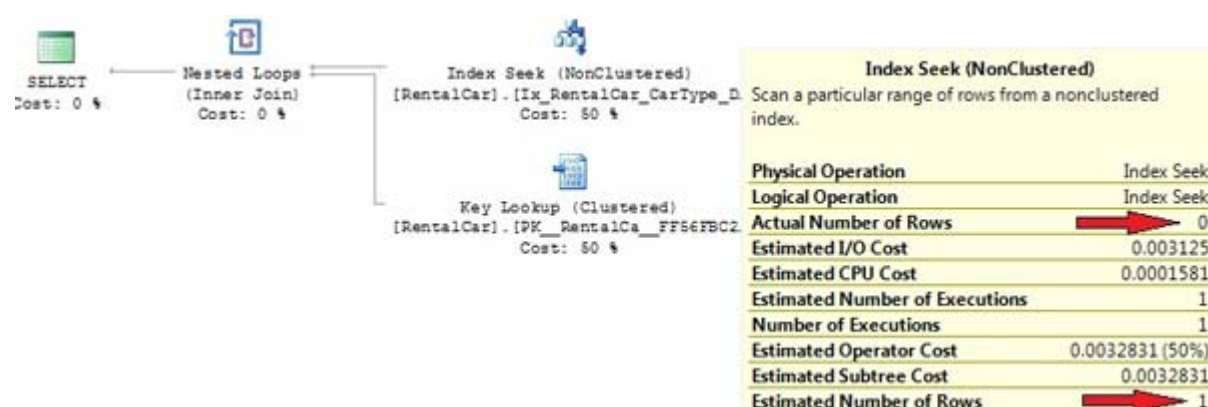 SELECT
Cost: 0 %
Nested Loops
(Inner Join)
Cost: 0 %
Index Seek (NonClustered)
[RentalCar].[Ix_RentalCar_CarType_D
Cost: 50 %
Key Lookup (Clustered)
[RentalCar].[PK__RentalCa__FF56FBC2
Cost: 50 %
Index Seek (NonClustered)
Scan a particular range of rows from a nonclustered
index.
Physical Operation Index Seek
Logical Operation Index Seek
Actual Number of Rows 0
Estimated I/O Cost 0.003125
Estimated CPU Cost 0.0001581
Estimated Number of Executions 1
Number of Executions 1
Estimated Operator Cost 0.0032831 (50%)
Estimated Subtree Cost 0.0032831
Estimated Number of Rows 1